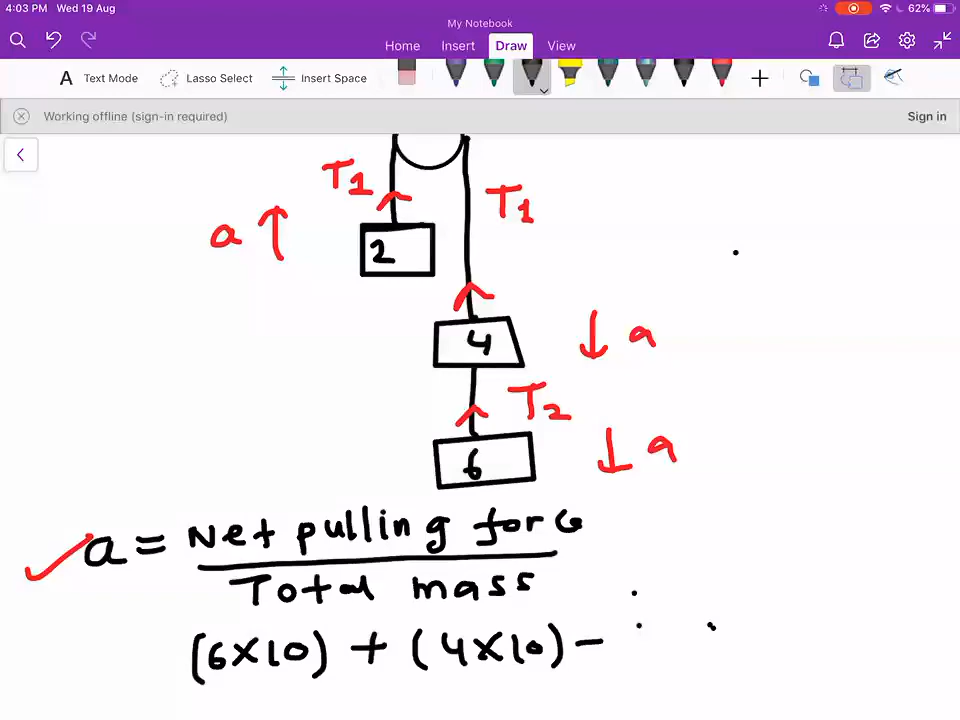 4:03 PM Wed 19 Aug
62%
My Notebook
Home Insert Draw View
A Text Mode Lasso Select Insert Space
Working offline (sign-in required) Sign in
T1
T1
a
2
4
a
T2
6
a
a = Net pulling force
Total mass
(6×10) + (4×10) -